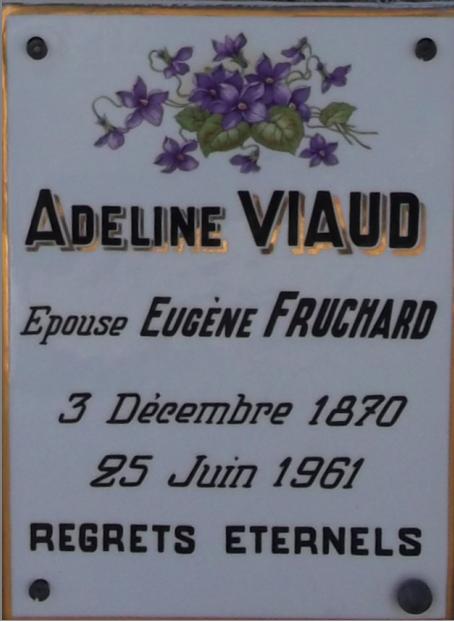 ADELINE VIAUD
Epouse EUGÈNE FRUCHARD
3 Décembre 1870
25 Juin 1961
REGRETS ETERNELS